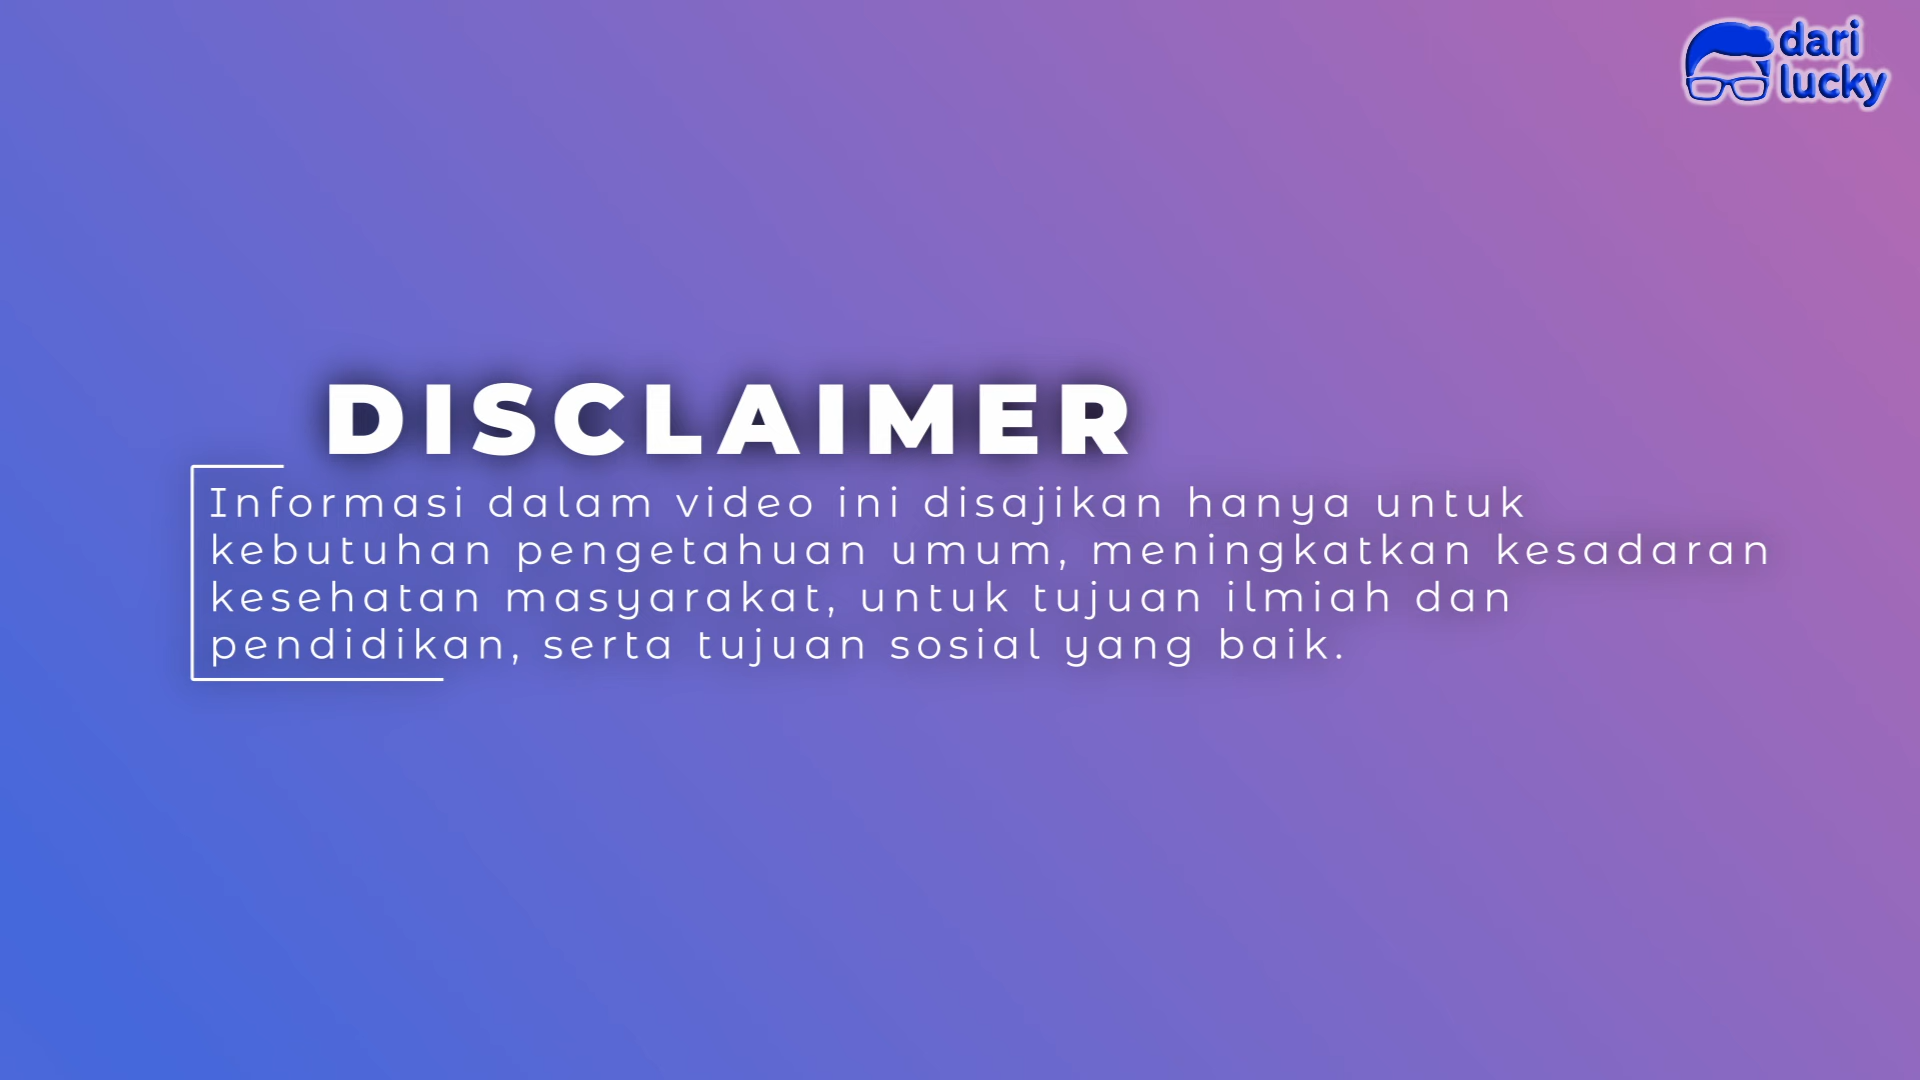 dari
lucky
DISCLAIMER
Informasi dalam video ini disajikan hanya untuk
kebutuhan pengetahuan umum, meningkatkan kesadaran
kesehatan masyarakat, untuk tujuan ilmiah dan
pendidikan, serta tujuan sosial yang baik.